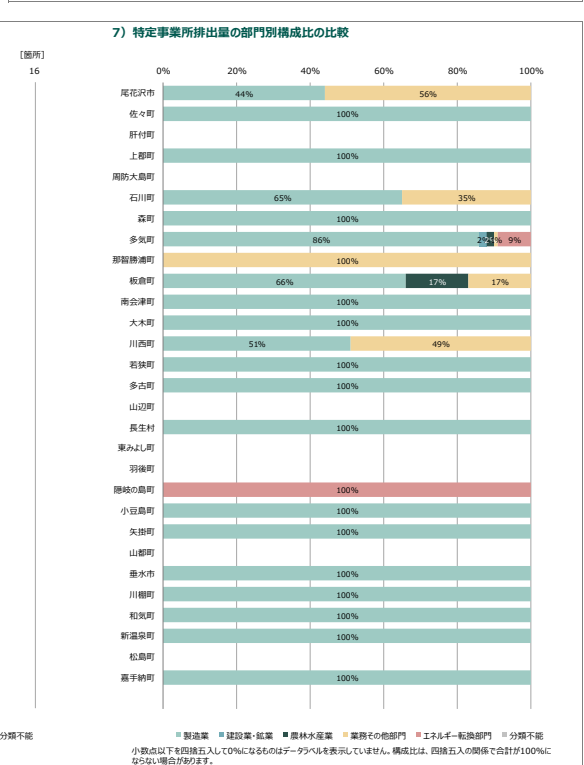 7）特定事業所排出量の部門別構成比の比較
[箇所]
16
0% 20% 40% 60% 80% 100%
尾花沢市 44% 56%
佐々町 100%
肝付町
上郡町 100%
周防大島町
石川町 65% 35%
森町 100%
多気町 86% 2% 2% 9%
那智勝浦町 100%
板倉町 66% 17% 17%
南会津町 100%
大木町 100%
川西町 51% 49%
若狭町 100%
多古町 100%
山辺町
長生村 100%
東みよし町
羽後町
隠岐の島町 100%
小豆島町 100%
矢掛町 100%
山都町
垂水市 100%
川棚町 100%
和気町 100%
新温泉町 100%
松島町
嘉手納町 100%
分類不能
製造業 建設業・鉱業 農林水産業 業務その他部門 エネルギー転換部門 分類不能
小数点以下を四捨五入して0%になるものはデータラベルを表示していません。構成比は、四捨五入の関係で合計が100%に
ならない場合があります。